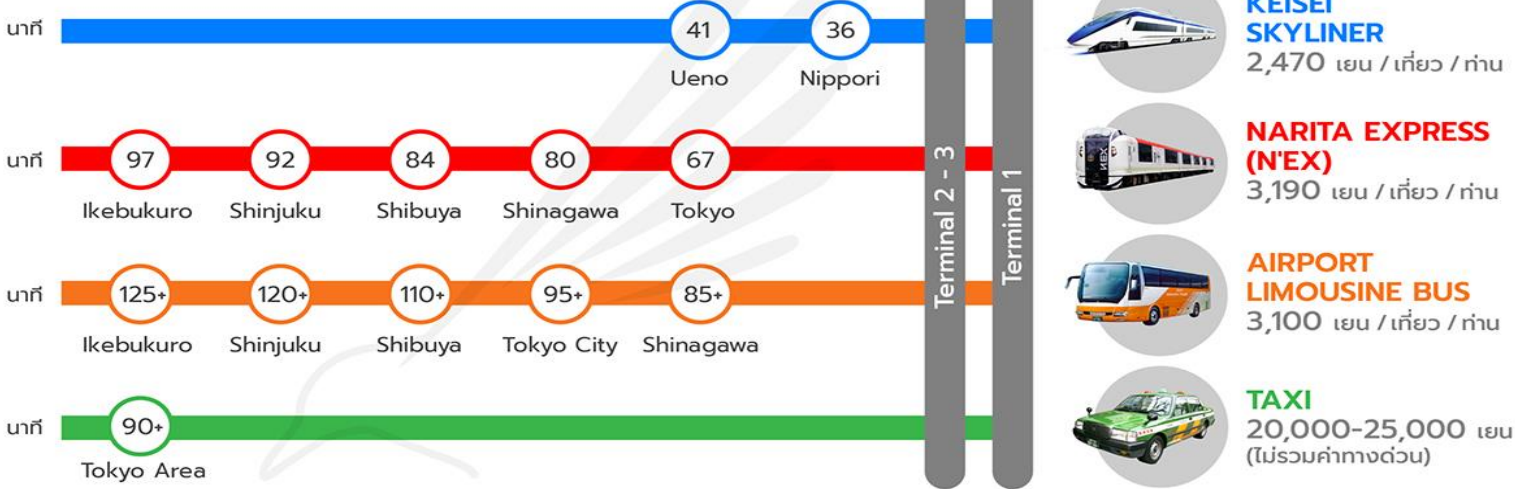 นาที
41
36
Ueno
Nippori
KEISEI
SKYLINER
2,470 เยน / เที่ยว / ท่าน
นาที
97
92
84
80
67
Ikebukuro
Shinjuku
Shibuya
Shinagawa
Tokyo
NARITA EXPRESS
(N'EX)
3,190 เยน / เที่ยว / ท่าน
Terminal 2 - 3
Terminal 1
นาที
125+
120+
110+
95+
85+
Ikebukuro
Shinjuku
Shibuya
Tokyo City
Shinagawa
AIRPORT
LIMOUSINE BUS
3,100 เยน / เที่ยว / ท่าน
นาที
90+
Tokyo Area
TAXI
20,000-25,000 เยน
(ไม่รวมค่าทางด่วน)